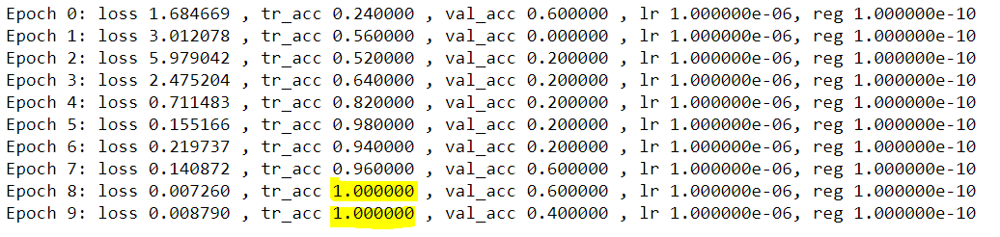 Epoch 0: loss 1.684669 , tr_acc 0.240000 , val_acc 0.600000 , lr 1.000000e-06, reg 1.000000e-10
Epoch 1: loss 3.012078 , tr_acc 0.560000 , val_acc 0.000000 , lr 1.000000e-06, reg 1.000000e-10
Epoch 2: loss 5.979042 , tr_acc 0.520000 , val_acc 0.200000 , lr 1.000000e-06, reg 1.000000e-10
Epoch 3: loss 2.475204 , tr_acc 0.640000 , val_acc 0.200000 , lr 1.000000e-06, reg 1.000000e-10
Epoch 4: loss 0.711483 , tr_acc 0.820000 , val_acc 0.200000 , lr 1.000000e-06, reg 1.000000e-10
Epoch 5: loss 0.155166 , tr_acc 0.980000 , val_acc 0.200000 , lr 1.000000e-06, reg 1.000000e-10
Epoch 6: loss 0.219737 , tr_acc 0.940000 , val_acc 0.200000 , lr 1.000000e-06, reg 1.000000e-10
Epoch 7: loss 0.140872 , tr_acc 0.960000 , val_acc 0.600000 , lr 1.000000e-06, reg 1.000000e-10
Epoch 8: loss 0.007260 , tr_acc 1.000000 , val_acc 0.600000 , lr 1.000000e-06, reg 1.000000e-10
Epoch 9: loss 0.008790 , tr_acc 1.000000 , val_acc 0.400000 , lr 1.000000e-06, reg 1.000000e-10